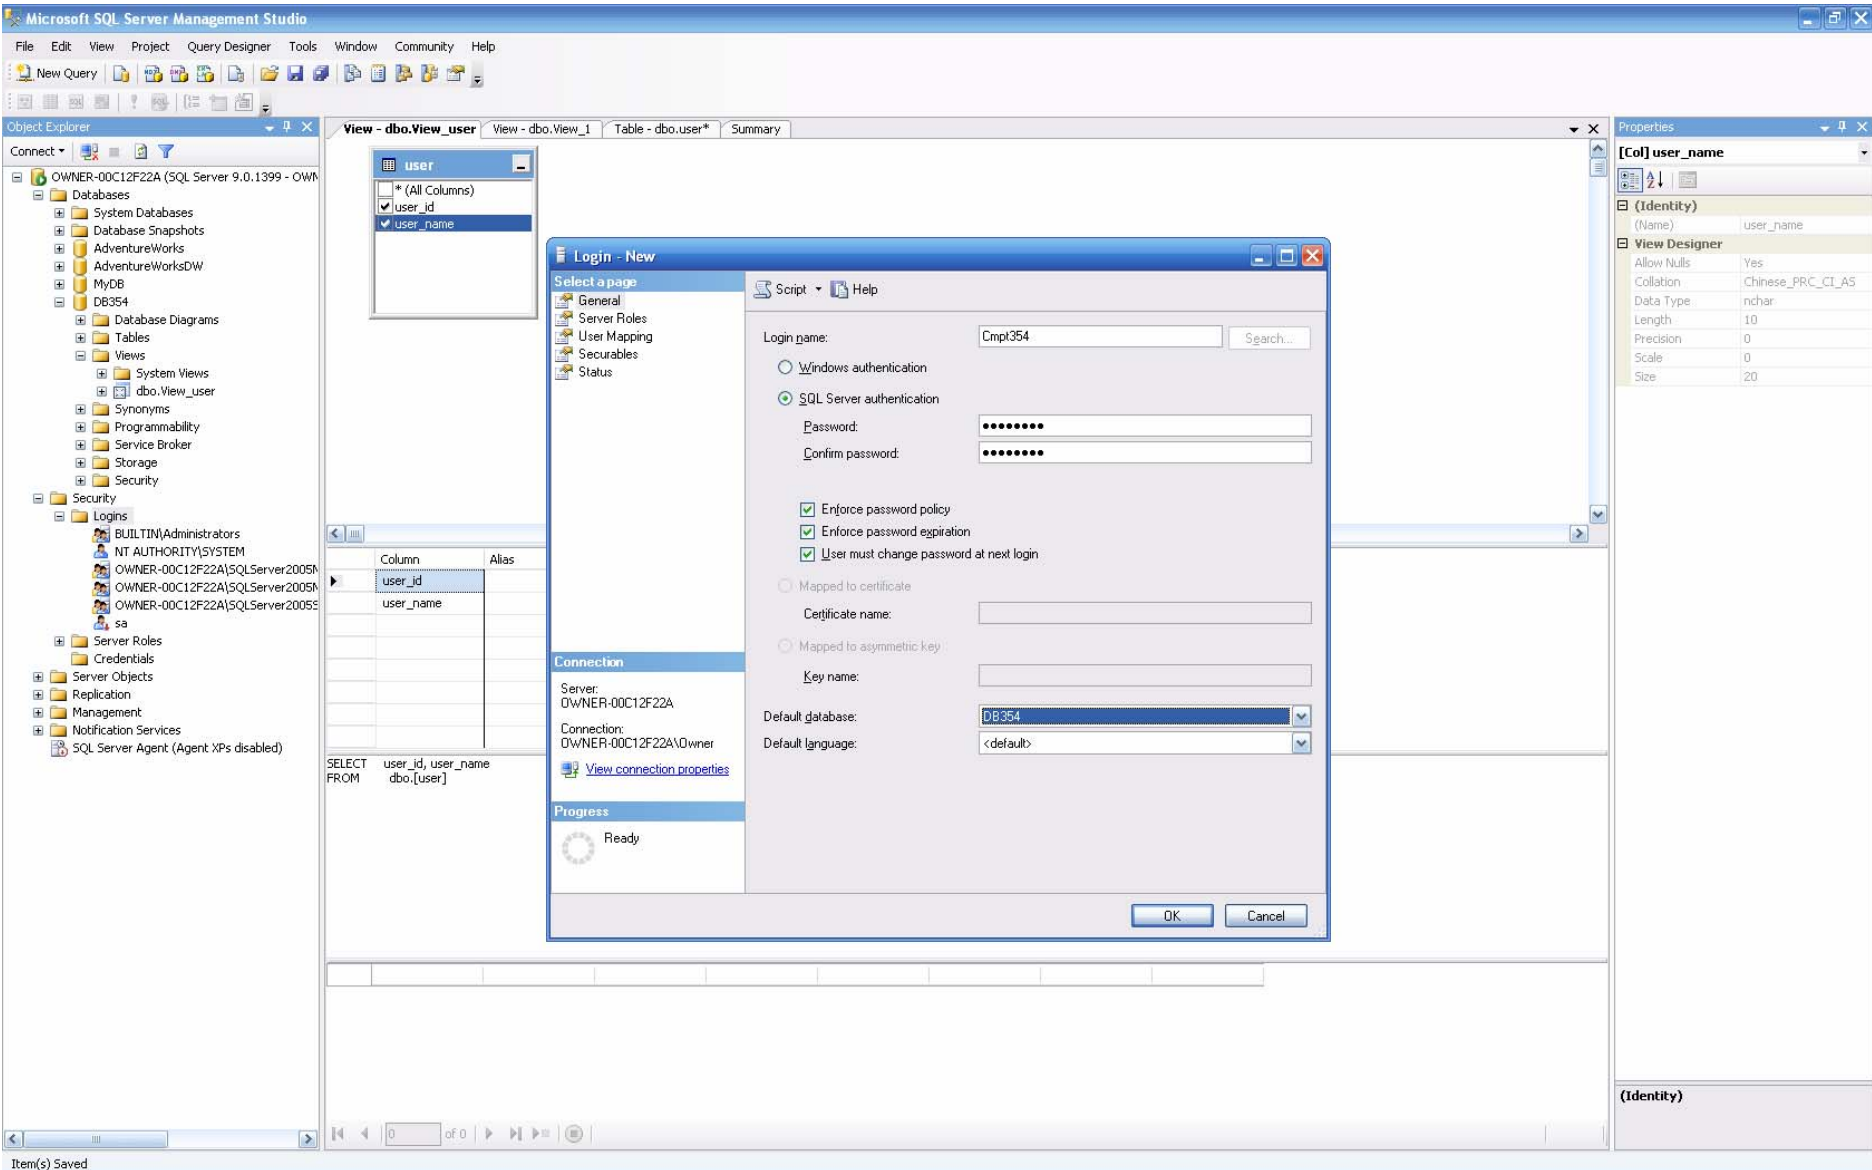 Microsoft SQL Server Management Studio
File Edit View Project Query Designer Tools Window Community Help
New Query
Object Explorer
Connect
OWNER-00C12F22A (SQL Server 9.0.1399 - OWN
Databases
System Databases
Database Snapshots
AdventureWorks
AdventureWorksDW
MyDB
DB354
Database Diagrams
Tables
Views
System Views
dbo.View_user
Synonyms
Programmability
Service Broker
Storage
Security
Security
Logins
BUILTIN\Administrators
NT AUTHORITY\SYSTEM
OWNER-00C12F22A\SQLServer2005M
OWNER-00C12F22A\SQLServer2005M
OWNER-00C12F22A\SQLServer2005S
sa
Server Roles
Credentials
Server Objects
Replication
Management
Notification Services
SQL Server Agent (Agent XPs disabled)
View - dbo.View_user View - dbo.View_1 Table - dbo.user* Summary
user
* (All Columns)
user_id
user_name
Column Alias
user_id
user_name
SELECT user_id, user_name
FROM dbo.[user]
0 of 0
Login - New
Select a page
General
Server Roles
User Mapping
Securables
Status
Connection
Server:
OWNER-00C12F22A
Connection:
OWNER-00C12F22A\Owner
View connection properties
Progress
Ready
Script Help
Login name: Cmpt354 Search...
Windows authentication
SQL Server authentication
Password: ••••••••
Confirm password: ••••••••
Enforce password policy
Enforce password expiration
User must change password at next login
Mapped to certificate
Certificate name:
Mapped to asymmetric key
Key name:
Default database: DB354
Default language: <default>
OK Cancel
Properties
[Col] user_name
(Identity)
(Name) user_name
View Designer
Allow Nulls Yes
Collation Chinese_PRC_CI_AS
Data Type nchar
Length 10
Precision 0
Scale 0
Size 20
(Identity)
Item(s) Saved